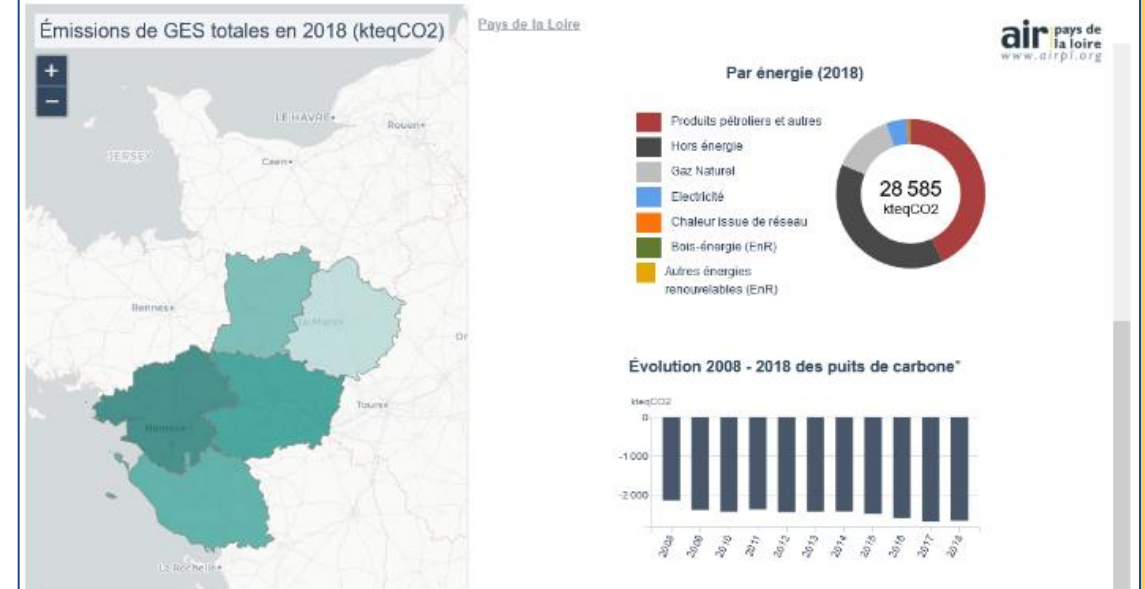 Émissions de GES totales en 2018 (kteqCO2)
+
−
LE HAVRE
Rouen
JERSEY
Caen
Rennes
Le Mans
Tours
Nantes
La Rochelle
Pays de la Loire
air pays de
la loire
www.airpl.org
Par énergie (2018)
Produits pétroliers et autres
Hors énergie
Gaz Naturel
Electricité
Chaleur issue de réseau
Bois-énergie (EnR)
Autres énergies
renouvelables (EnR)
28 585
kteqCO2
Évolution 2008 - 2018 des puits de carbone*
kteqCO2
0
-1 000
-2 000
2008
2009
2010
2011
2012
2013
2014
2015
2016
2017
2018